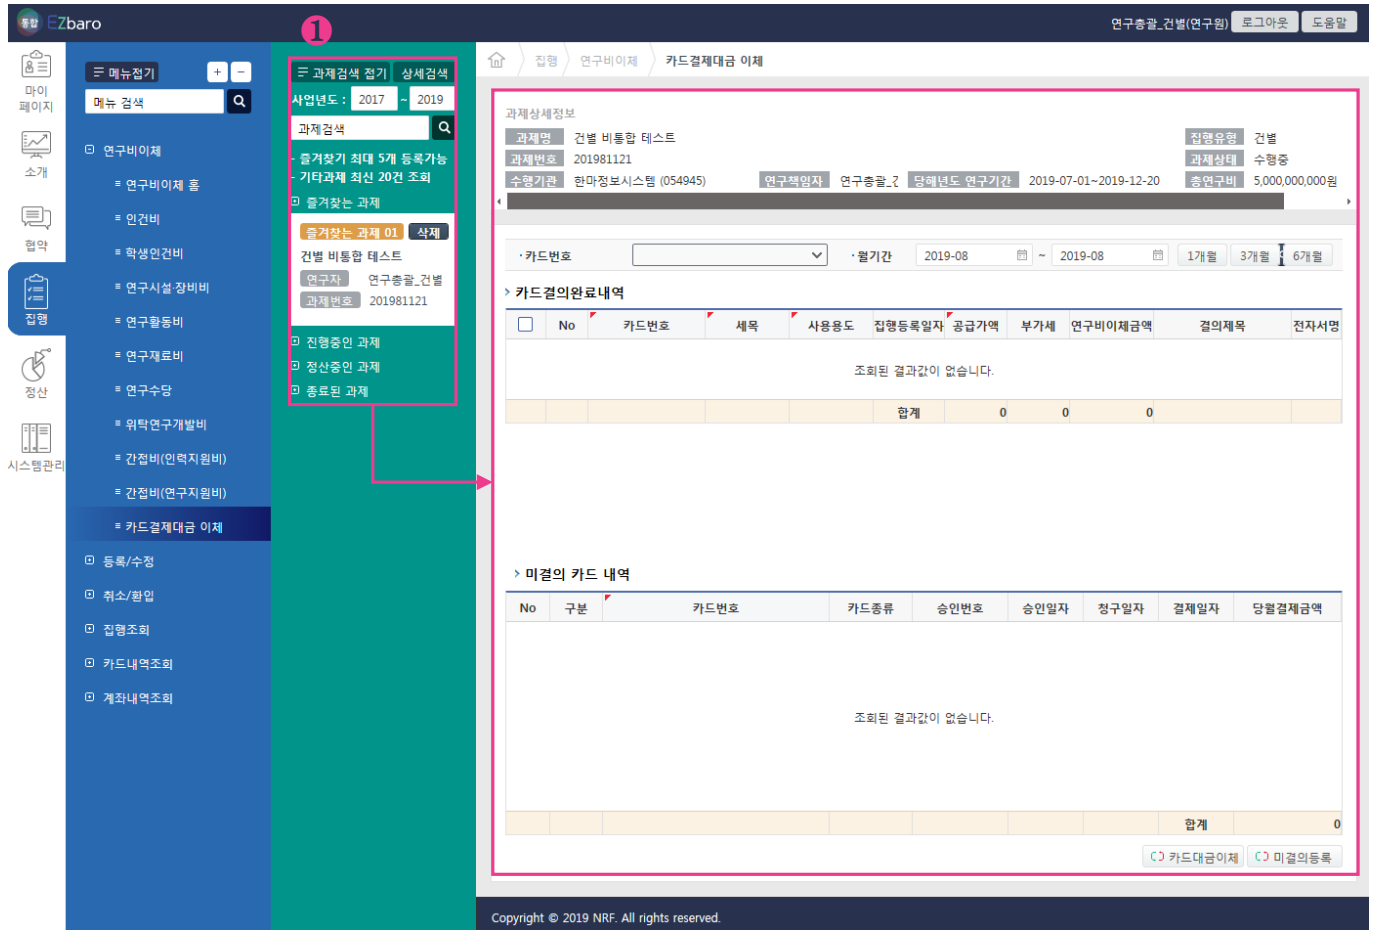 통합 EZbaro
연구총괄_건별(연구원) 로그아웃 도움말
1
마이
페이지
소개
협약
집행
정산
시스템관리
메뉴접기 + -
메뉴 검색
연구비이체
연구비이체 홈
인건비
학생인건비
연구시설·장비비
연구활동비
연구재료비
연구수당
위탁연구개발비
간접비(인력지원비)
간접비(연구지원비)
카드결제대금 이체
등록/수정
취소/환입
집행조회
카드내역조회
계좌내역조회
과제검색 접기 상세검색
사업년도 : 2017 ~ 2019
과제검색
- 즐겨찾기 최대 5개 등록가능
- 기타과제 최신 20건 조회
즐겨찾는 과제
즐겨찾는 과제 01 삭제
건별 비통합 테스트
연구자 연구총괄_건별
과제번호 201981121
진행중인 과제
정산중인 과제
종료된 과제
집행 연구비이체 카드결제대금 이체
과제상세정보
과제명 건별 비통합 테스트 집행유형 건별
과제번호 201981121 과제상태 수행중
수행기관 한마정보시스템 (054945) 연구책임자 연구총괄_ 당해년도 연구기간 2019-07-01~2019-12-20 총연구비 5,000,000,000원
·카드번호 ·월기간 2019-08 ~ 2019-08 1개월 3개월 6개월
> 카드결의완료내역
No 카드번호 세목 사용용도 집행등록일자 공급가액 부가세 연구비이체금액 결의제목 전자서명
조회된 결과값이 없습니다.
합계 0 0 0
> 미결의 카드 내역
No 구분 카드번호 카드종류 승인번호 승인일자 청구일자 결제일자 당월결제금액
조회된 결과값이 없습니다.
합계 0
카드대금이체 미결의등록
Copyright © 2019 NRF. All rights reserved.